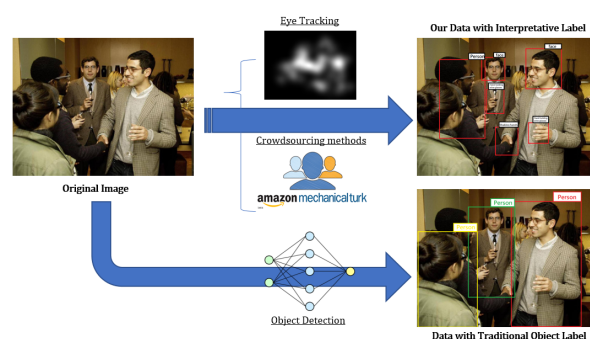 Eye Tracking
Our Data with Interpretative Label
Person
Face
Face
Crowdsourcing methods
amazon mechanical turk
Original Image
Person
Person
Object Detection
Data with Traditional Object Label